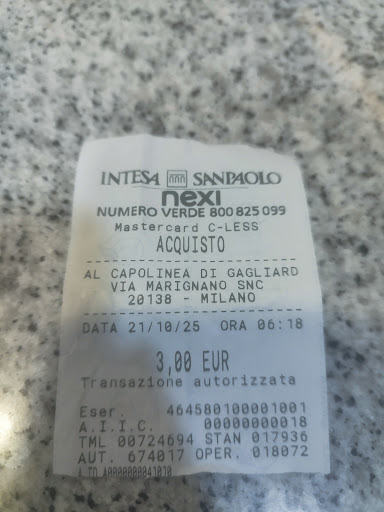 INTESA SANPAOLO
nexi
NUMERO VERDE 800 825 099
Mastercard C-LESS
ACQUISTO
AL CAPOLINEA DI GAGLIARD
VIA MARIGNANO SNC
20138 - MILANO
DATA 21/10/25 ORA 06:18
3,00 EUR
Transazione autorizzata
Eser. 464580100001001
A.I.I.C. 00000000018
TML 00724694 STAN 017936
AUT. 674017 OPER. 018072
A.ID A0000000041010